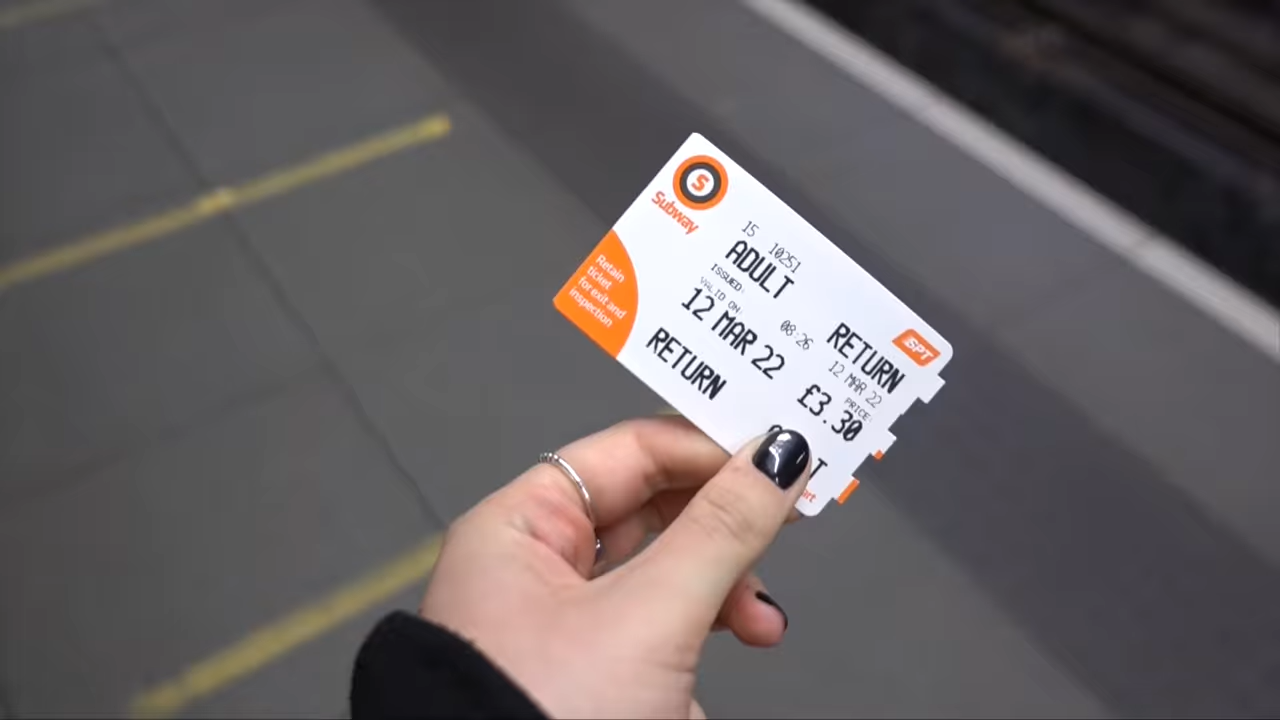 S
Subway
Retain
ticket
for exit and
inspection
15 10251
ADULT
ISSUED:
VALID ON:
12 MAR 22
08:26
RETURN
SPT
RETURN
12 MAR 22
PRICE:
£3.30